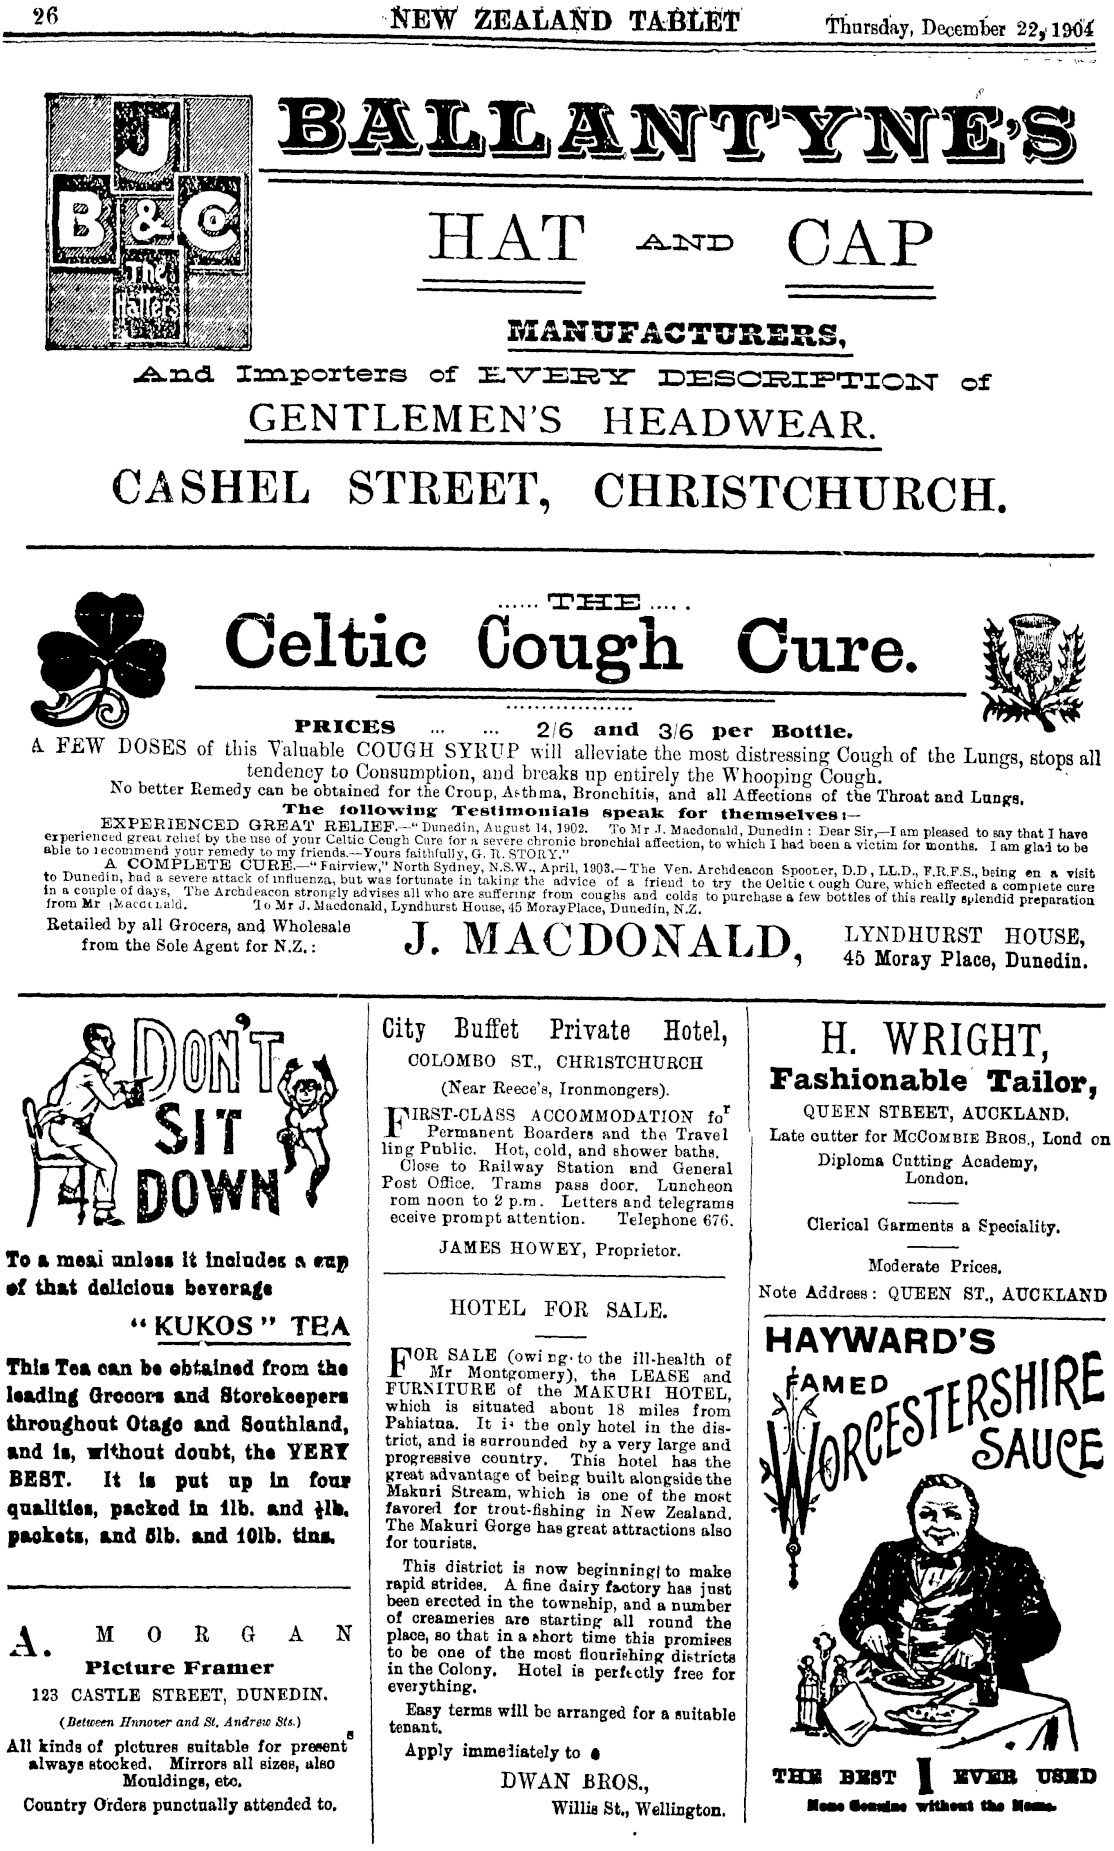 26
NEW ZEALAND TABLET
Thursday, December 22, 1904
J
B & Co
The
Hatters
BALLANTYNE'S
HAT AND CAP
MANUFACTURERS,
And Importers of EVERY DESCRIPTION of
GENTLEMEN'S HEADWEAR.
CASHEL STREET, CHRISTCHURCH.
...... THE ......
Celtic Cough Cure.
PRICES ... ... 2/6 and 3/6 per Bottle.
A FEW DOSES of this Valuable COUGH SYRUP will alleviate the most distressing Cough of the Lungs, stops all
tendency to Consumption, and breaks up entirely the Whooping Cough.
No better Remedy can be obtained for the Croup, Asthma, Bronchitis, and all Affections of the Throat and Lungs.
The following Testimonials speak for themselves:—
EXPERIENCED GREAT RELIEF.—"Dunedin, August 14, 1902. To Mr J. Macdonald, Dunedin: Dear Sir,—I am pleased to say that I have
experienced great relief by the use of your Celtic Cough Cure for a severe chronic bronchial affection, to which I had been a victim for months. I am glad to be
able to recommend your remedy to my friends.—Yours faithfully, G. R. STORY."
A COMPLETE CURE.—"Fairview," North Sydney, N.S.W., April, 1903.—The Ven. Archdeacon Spooner, D.D, LL.D., F.R.F.S., being on a visit
to Dunedin, had a severe attack of influenza, but was fortunate in taking the advice of a friend to try the Celtic Cough Cure, which effected a complete cure
in a couple of days, The Archdeacon strongly advises all who are suffering from coughs and colds to purchase a few bottles of this really splendid preparation
from Mr Macdonald. To Mr J. Macdonald, Lyndhurst House, 45 Moray Place, Dunedin, N.Z.
Retailed by all Grocers, and Wholesale
from the Sole Agent for N.Z.:
J. MACDONALD,
LYNDHURST HOUSE,
45 Moray Place, Dunedin.
DON'T
SIT
DOWN
To a meal unless it includes a cup
of that delicious beverage
"KUKOS" TEA
This Tea can be obtained from the
leading Grocers and Storekeepers
throughout Otago and Southland,
and is, without doubt, the VERY
BEST. It is put up in four
qualities, packed in 1lb. and ½lb.
packets, and 5lb. and 10lb. tins.
A. MORGAN
Picture Framer
123 CASTLE STREET, DUNEDIN.
(Between Hnnover and St. Andrew Sts.)
All kinds of pictures suitable for presents
always stocked. Mirrors all sizes, also
Mouldings, etc.
Country Orders punctually attended to.
City Buffet Private Hotel,
COLOMBO ST., CHRISTCHURCH
(Near Reece's, Ironmongers).
FIRST-CLASS ACCOMMODATION for
Permanent Boarders and the Travel
ling Public. Hot, cold, and shower baths.
Close to Railway Station and General
Post Office. Trams pass door. Luncheon
rom noon to 2 p.m. Letters and telegrams
eceive prompt attention. Telephone 676.
JAMES HOWEY, Proprietor.
HOTEL FOR SALE.
FOR SALE (owing to the ill-health of
Mr Montgomery), the LEASE and
FURNITURE of the MAKURI HOTEL,
which is situated about 18 miles from
Pahiatua. It is the only hotel in the dis-
trict, and is surrounded by a very large and
progressive country. This hotel has the
great advantage of being built alongside the
Makuri Stream, which is one of the most
favored for trout-fishing in New Zealand.
The Makuri Gorge has great attractions also
for tourists.
This district is now beginning to make
rapid strides. A fine dairy factory has just
been erected in the township, and a number
of creameries are starting all round the
place, so that in a short time this promises
to be one of the most flourishing districts
in the Colony. Hotel is perfectly free for
everything.
Easy terms will be arranged for a suitable
tenant.
Apply immediately to
DWAN BROS.,
Willis St., Wellington.
H. WRIGHT,
Fashionable Tailor,
QUEEN STREET, AUCKLAND.
Late cutter for McCOMBIE BROS., Lond on
Diploma Cutting Academy,
London.
Clerical Garments a Speciality.
Moderate Prices.
Note Address: QUEEN ST., AUCKLAND
HAYWARD'S
FAMED
WORCESTERSHIRE
SAUCE
THE BEST I EVER USED
None Genuine without the Name.